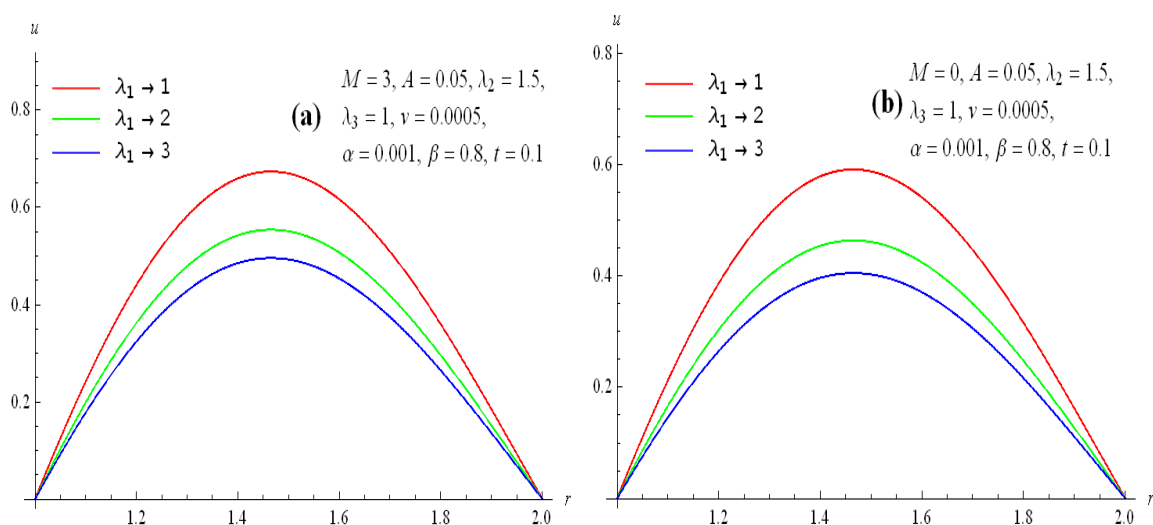 u
0.8
0.6
0.4
0.2
λ₁ → 1
λ₁ → 2
λ₁ → 3
(a)
M = 3, A = 0.05, λ₂ = 1.5,
λ₃ = 1, ν = 0.0005,
α = 0.001, β = 0.8, t = 0.1
1.2 1.4 1.6 1.8 2.0 r
u
0.8
0.6
0.4
0.2
λ₁ → 1
λ₁ → 2
λ₁ → 3
(b)
M = 0, A = 0.05, λ₂ = 1.5,
λ₃ = 1, ν = 0.0005,
α = 0.001, β = 0.8, t = 0.1
1.2 1.4 1.6 1.8 2.0 r